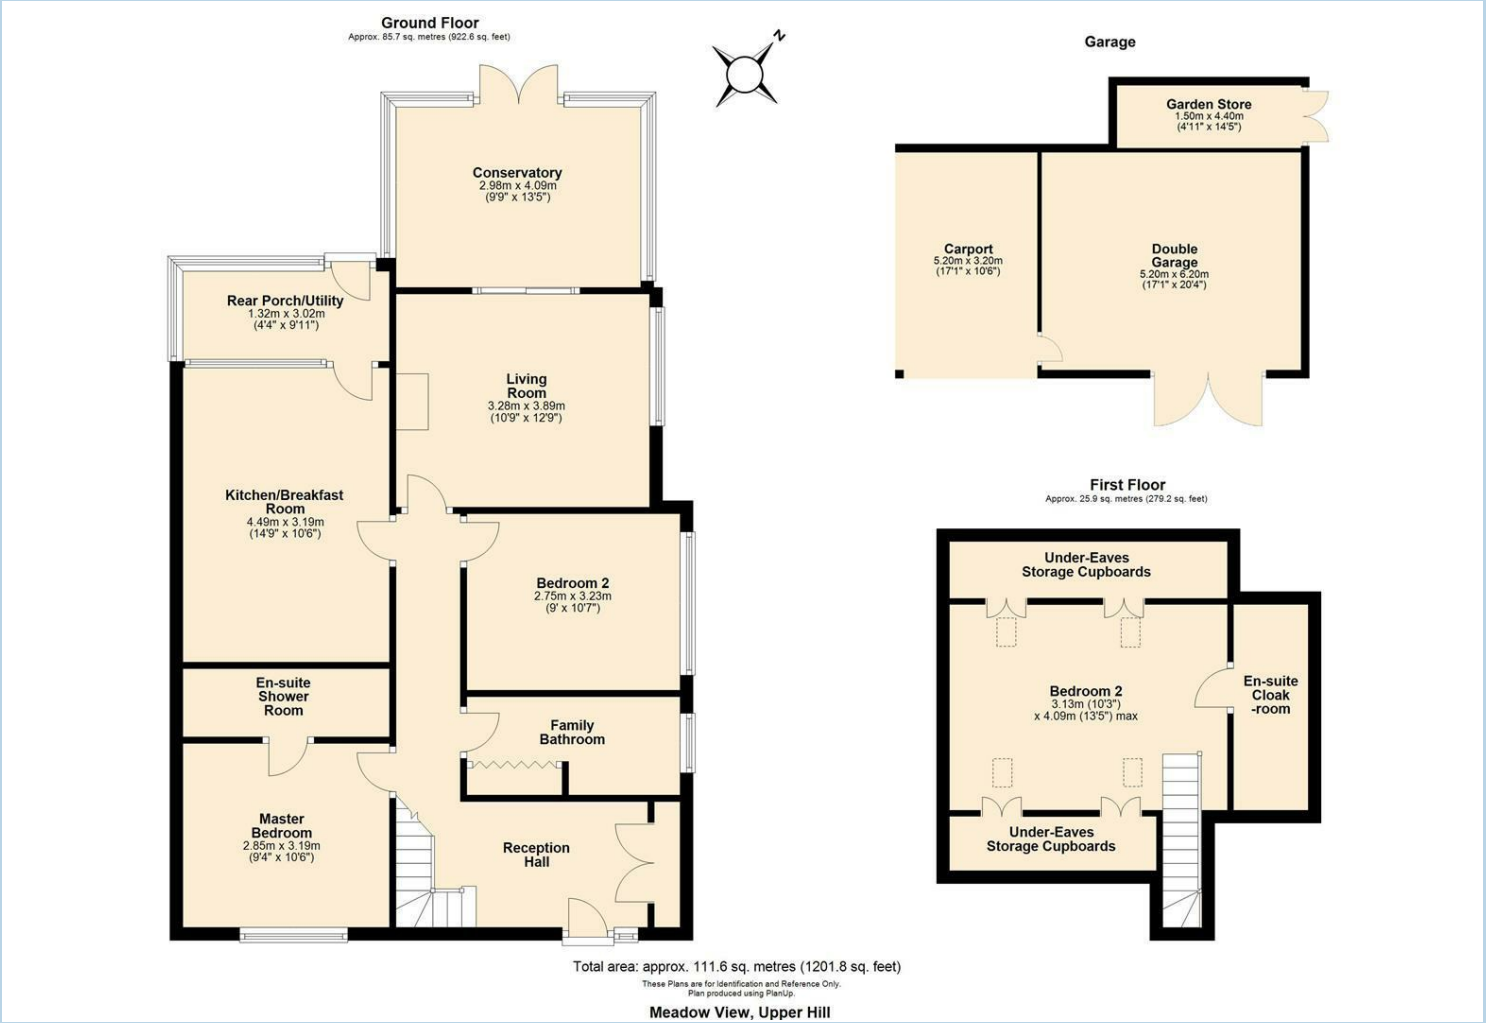 Ground Floor
Approx. 85.7 sq. metres (922.6 sq. feet)
N
Garage
Garden Store
1.50m x 4.40m
(4'11" x 14'5")
Conservatory
2.98m x 4.09m
(9'9" x 13'5")
Carport
5.20m x 3.20m
(17'1" x 10'6")
Double
Garage
5.20m x 6.20m
(17'1" x 20'4")
Rear Porch/Utility
1.32m x 3.02m
(4'4" x 9'11")
Living
Room
3.28m x 3.89m
(10'9" x 12'9")
Kitchen/Breakfast
Room
4.49m x 3.19m
(14'9" x 10'6")
Bedroom 2
2.75m x 3.23m
(9' x 10'7")
En-suite
Shower
Room
Family
Bathroom
Master
Bedroom
2.85m x 3.19m
(9'4" x 10'6")
Reception
Hall
First Floor
Approx. 25.9 sq. metres (279.2 sq. feet)
Under-Eaves
Storage Cupboards
Bedroom 2
3.13m (10'3")
x 4.09m (13'5") max
En-suite
Cloak
-room
Under-Eaves
Storage Cupboards
Total area: approx. 111.6 sq. metres (1201.8 sq. feet)
These Plans are for Identification and Reference Only.
Plan produced using PlanUp.
Meadow View, Upper Hill